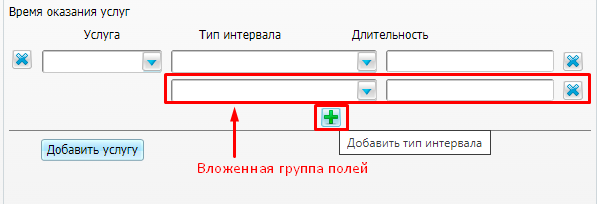 Время оказания услуг
Услуга Тип интервала Длительность
Добавить тип интервала
Добавить услугу
Вложенная группа полей